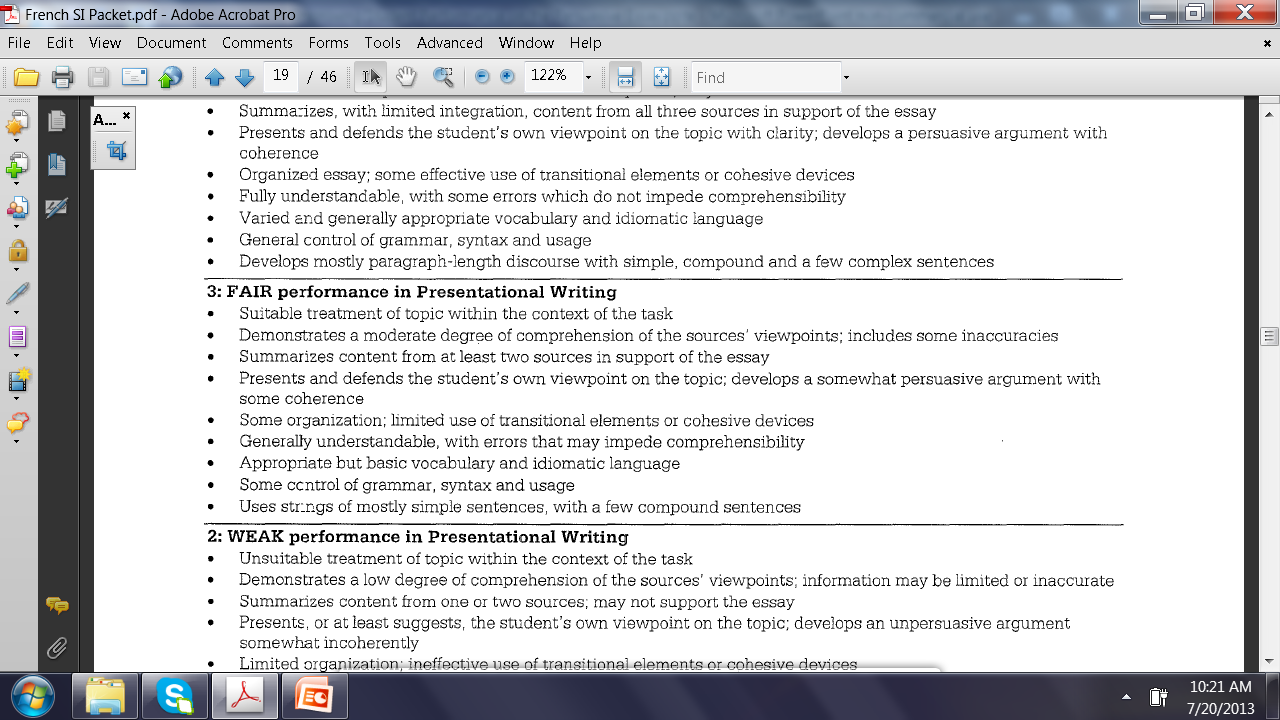 French SI Packet.pdf - Adobe Acrobat Pro
File Edit View Document Comments Forms Tools Advanced Window Help
19 / 46 122% Find
A...
• Summarizes, with limited integration, content from all three sources in support of the essay
• Presents and defends the student's own viewpoint on the topic with clarity; develops a persuasive argument with
coherence
• Organized essay; some effective use of transitional elements or cohesive devices
• Fully understandable, with some errors which do not impede comprehensibility
• Varied and generally appropriate vocabulary and idiomatic language
• General control of grammar, syntax and usage
• Develops mostly paragraph-length discourse with simple, compound and a few complex sentences
3: FAIR performance in Presentational Writing
• Suitable treatment of topic within the context of the task
• Demonstrates a moderate degree of comprehension of the sources' viewpoints; includes some inaccuracies
• Summarizes content from at least two sources in support of the essay
• Presents and defends the student's own viewpoint on the topic; develops a somewhat persuasive argument with
some coherence
• Some organization; limited use of transitional elements or cohesive devices
• Generally understandable, with errors that may impede comprehensibility
• Appropriate but basic vocabulary and idiomatic language
• Some control of grammar, syntax and usage
• Uses strings of mostly simple sentences, with a few compound sentences
2: WEAK performance in Presentational Writing
• Unsuitable treatment of topic within the context of the task
• Demonstrates a low degree of comprehension of the sources' viewpoints; information may be limited or inaccurate
• Summarizes content from one or two sources; may not support the essay
• Presents, or at least suggests, the student's own viewpoint on the topic; develops an unpersuasive argument
somewhat incoherently
• Limited organization; ineffective use of transitional elements or cohesive devices
10:21 AM
7/20/2013